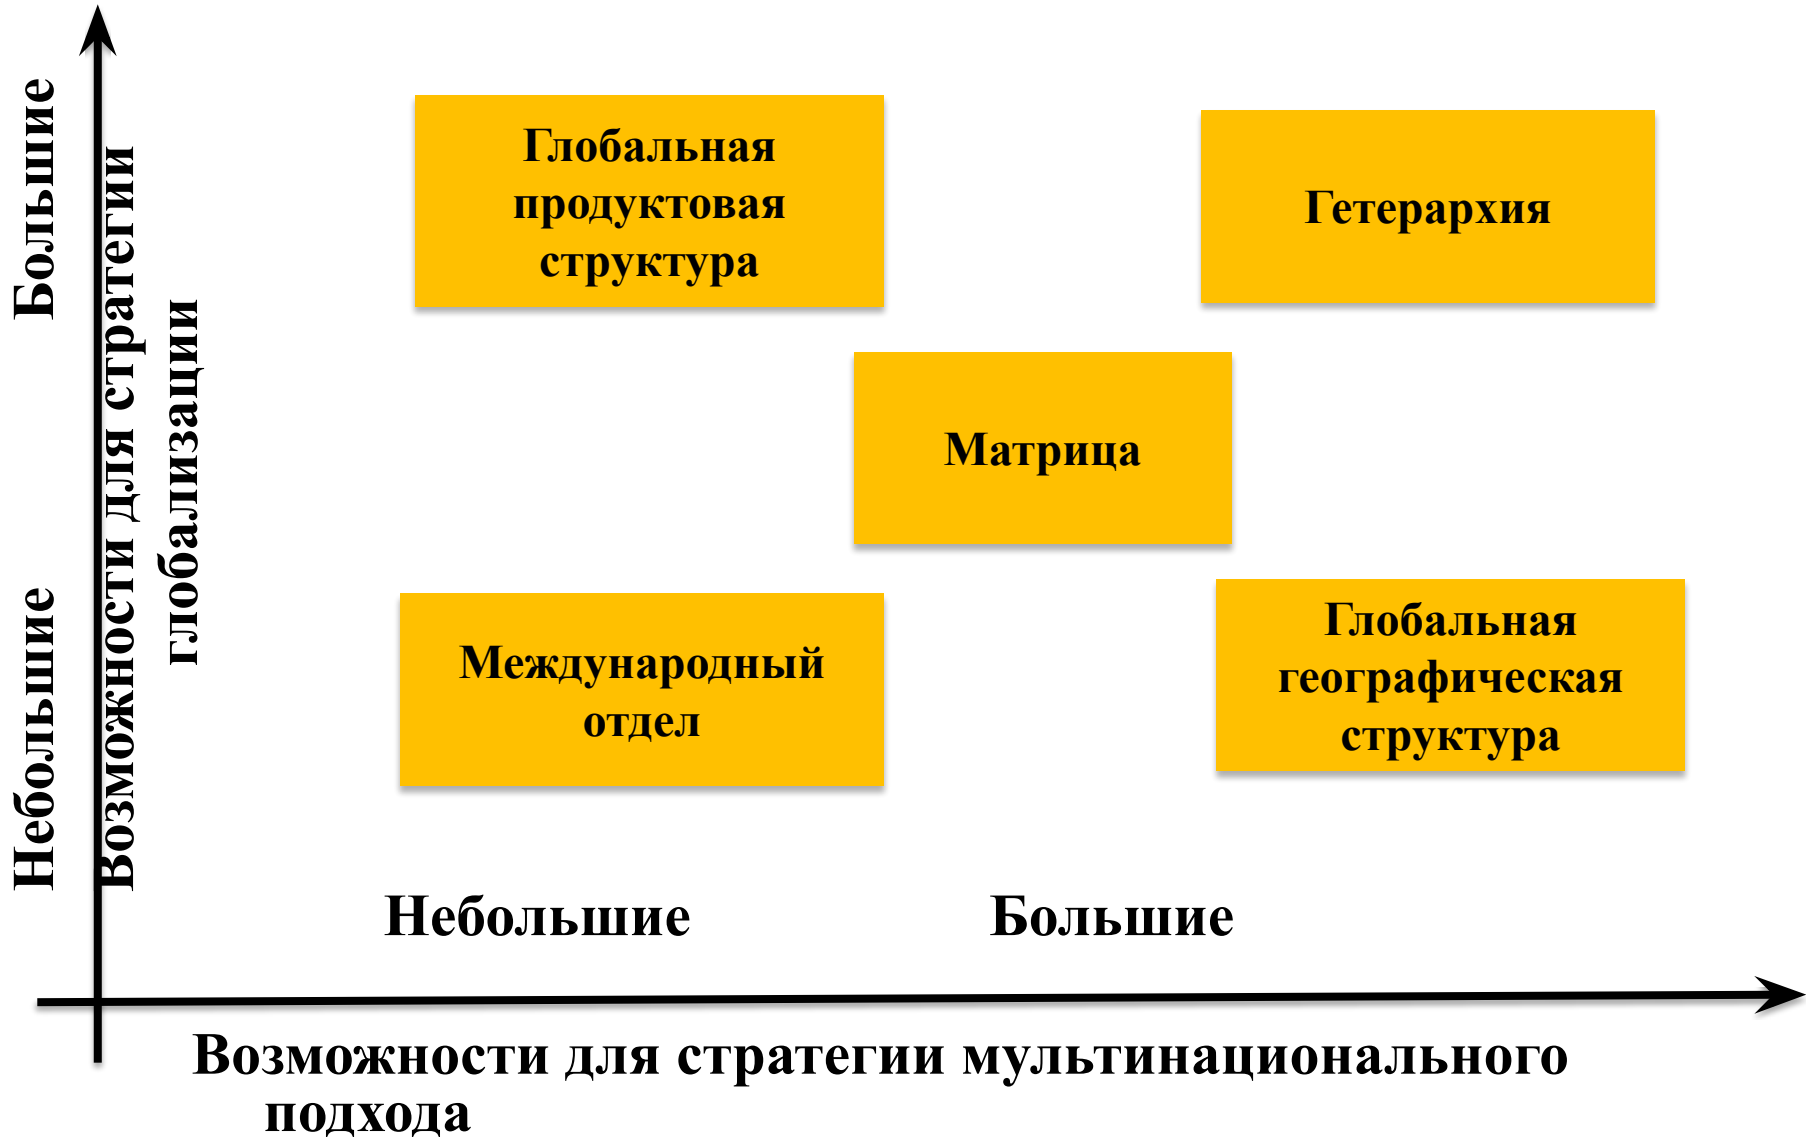 Большие
Небольшие
Возможности для стратегии
глобализации
Глобальная
продуктовая
структура
Гетерархия
Матрица
Международный
отдел
Глобальная
географическая
структура
Небольшие
Большие
Возможности для стратегии мультинационального
подхода